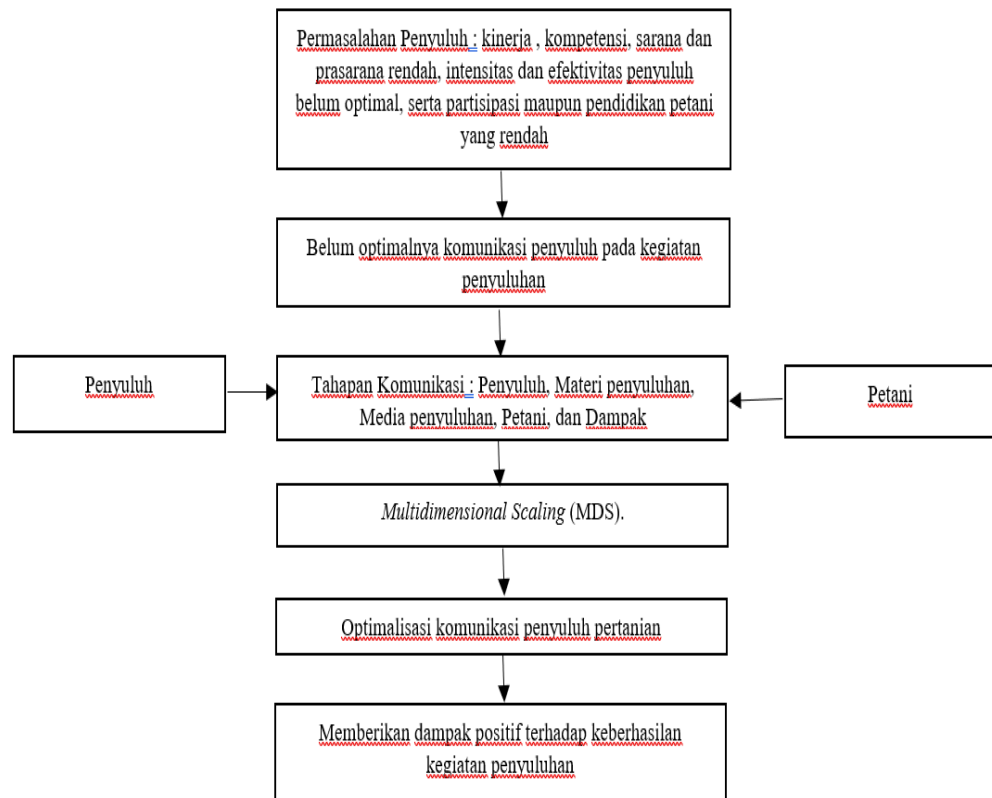 Permasalahan Penyuluh : kinerja , kompetensi, sarana dan
prasarana rendah, intensitas dan efektivitas penyuluh
belum optimal, serta partisipasi maupun pendidikan petani
yang rendah
Belum optimalnya komunikasi penyuluh pada kegiatan
penyuluhan
Penyuluh
Tahapan Komunikasi : Penyuluh, Materi penyuluhan,
Media penyuluhan, Petani, dan Dampak
Petani
Multidimensional Scaling (MDS).
Optimalisasi komunikasi penyuluh pertanian
Memberikan dampak positif terhadap keberhasilan
kegiatan penyuluhan